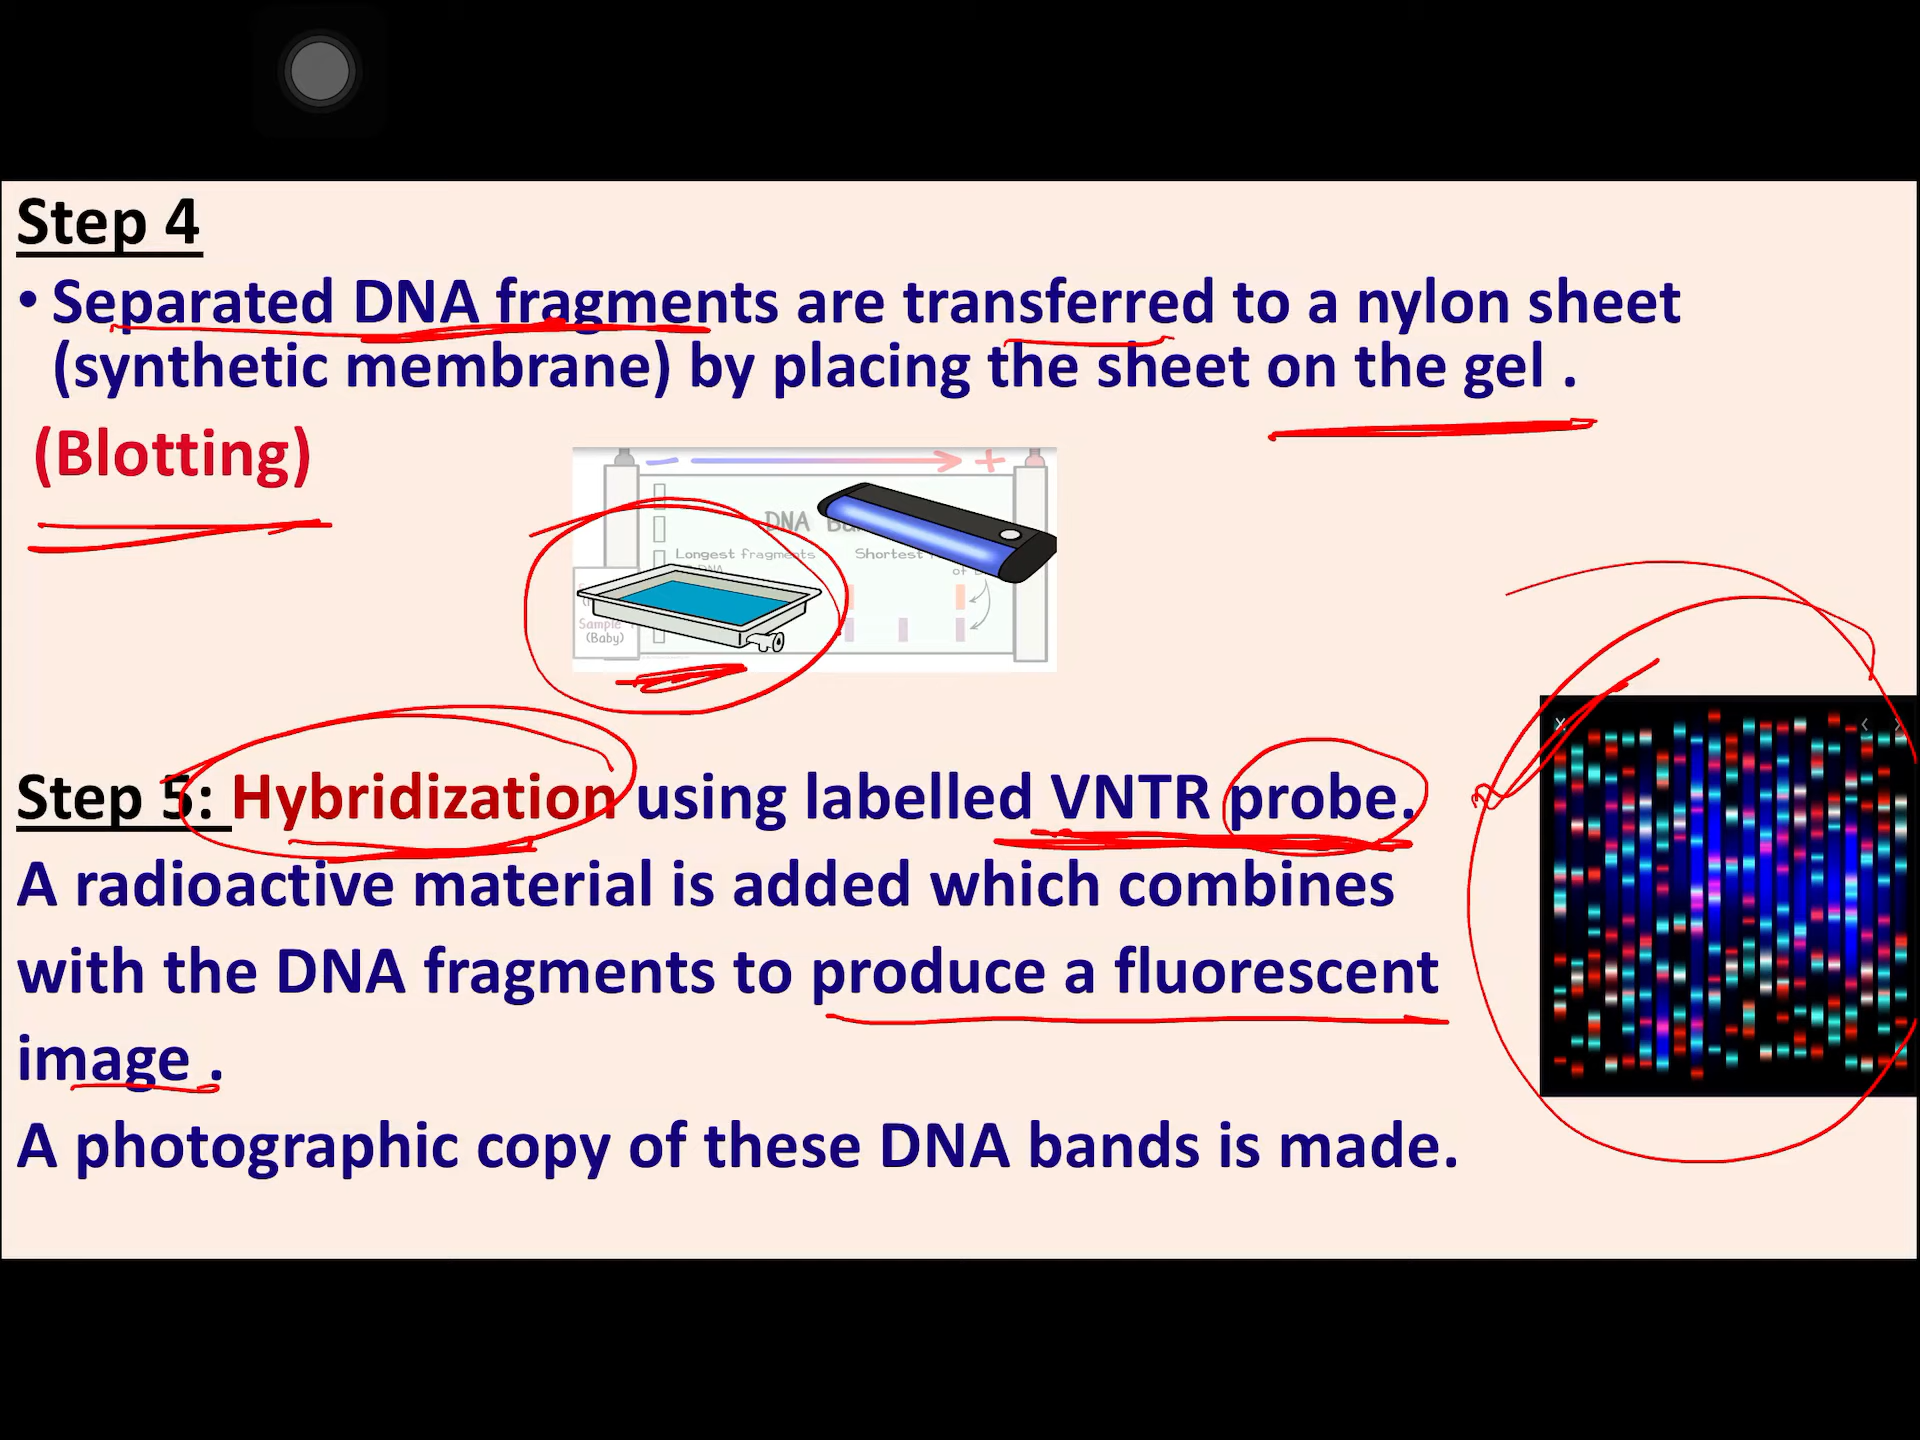 Step 4
• Separated DNA fragments are transferred to a nylon sheet
(synthetic membrane) by placing the sheet on the gel .
(Blotting)
− +
DNA
Longest fragments
Shortest
DNA
of
Sample
(Baby)
Step 5: Hybridization using labelled VNTR probe.
A radioactive material is added which combines
with the DNA fragments to produce a fluorescent
image .
A photographic copy of these DNA bands is made.